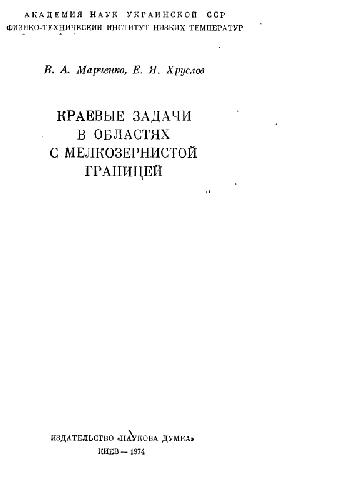 АКАДЕМИЯ НАУК УКРАИНСКОЙ ССР
ФИЗИКО-ТЕХНИЧЕСКИЙ ИНСТИТУТ НИЗКИХ ТЕМПЕРАТУР
В. А. Марченко, Е. Я. Хруслов
КРАЕВЫЕ ЗАДАЧИ
В ОБЛАСТЯХ
С МЕЛКОЗЕРНИСТОЙ
ГРАНИЦЕЙ
ИЗДАТЕЛЬСТВО «НАУКОВА ДУМКА»
КИЕВ — 1974